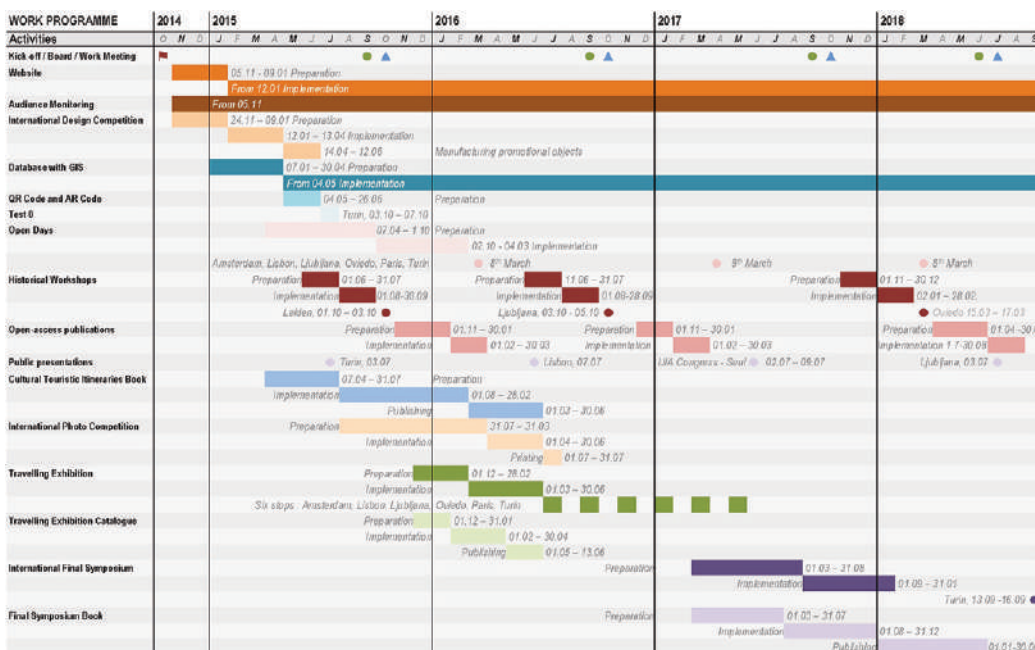 WORK PROGRAMME 2014 2015 2016 2017 2018
Activities O N D J F M A M J J A S O N D J F M A M J J A S O N D J F M A M J J A S O N D J F M A M J J A S
Kick off / Board / Work Meeting
Website 05.11 - 09.01 Preparation
From 12.01 Implementation
Audience Monitoring From 05.11
International Design Competition 24.11 – 09.01 Preparation
12.01 – 13.04 Implementation
14.04 – 12.06 Manufacturing promotional objects
Database with GIS 07.01 – 30.04 Preparation
From 04.05 Implementation
QR Code and AR Code 04.05 – 26.06 Preparation
Test 0 Turin, 03.10 – 07.10
Open Days 07.04 – 1.10 Preparation
02.10 - 04.03 Implementation
Amsterdam, Lisbon, Ljubljana, Oviedo, Paris, Turin 8th March 8th March 8th March
Historical Workshops Preparation 01.06 – 31.07 Preparation 11.06 – 31.07 Preparation 01.11 - 30.12
Implementation 01.08-30.09 Implementation 01.08-28.09 Implementation 02.01 – 28.02.
Leiden, 01.10 – 03.10 Ljubljana, 03.10 - 05.10 Oviedo 15.03 – 17.03
Open-access publications Preparation 01.11 – 30.01 Preparation 01.11 – 30.01 Preparation 01.04 -30.0
Implementation 01.02 – 30.03 Implementation 01.02 – 30.03 Implementation 1.7-30.08
Public presentations Turin, 03.07 Lisbon, 07.07 UIA Congress - Seul 03.07 – 09.07 Ljubljana, 03.07
Cultural Touristic Itineraries Book 07.04 – 31.07 Preparation
Implementation 01.08 – 28.02
Publishing 01.03 – 30.06
International Photo Competition Preparation 31.07 – 31.03
Implementation 01.04 – 30.06
Printing 01.07 – 31.07
Travelling Exhibition Preparation 01.12 – 28.02
Implementation 01.03 – 30.06
Six stops : Amsterdam, Lisbon, Ljubljana, Oviedo, Paris, Turin
Travelling Exhibition Catalogue Preparation 01.12 – 31.01
Implementation 01.02 – 30.04
Publishing 01.05 – 13.06
International Final Symposium Preparation 01.03 – 31.08
Implementation 01.09 – 31.01
Turin, 13.09 -16.09
Final Symposium Book Preparation 01.03 – 31.07
Implementation 01.08 – 31.12
Publishing 01.01-30.0